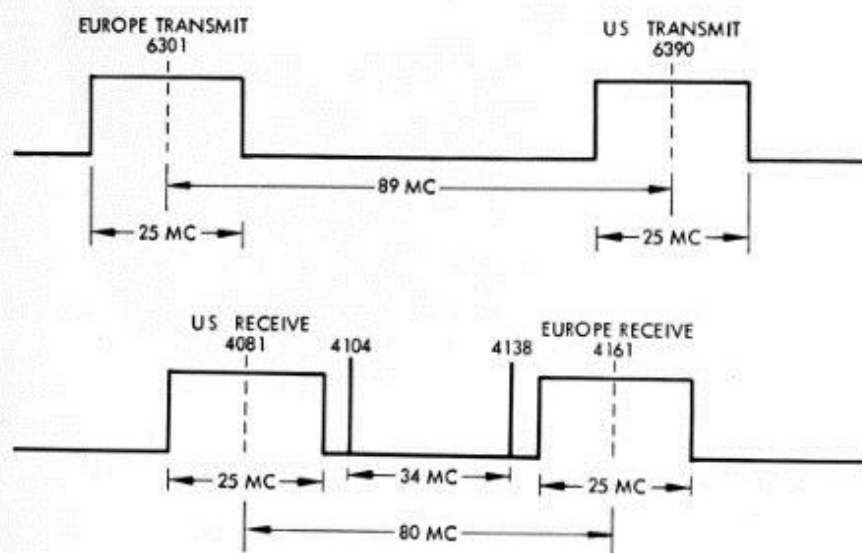 EUROPE TRANSMIT
6301
US TRANSMIT
6390
89 MC
25 MC
25 MC
US RECEIVE
4081
4104
4138
EUROPE RECEIVE
4161
25 MC
34 MC
25 MC
80 MC